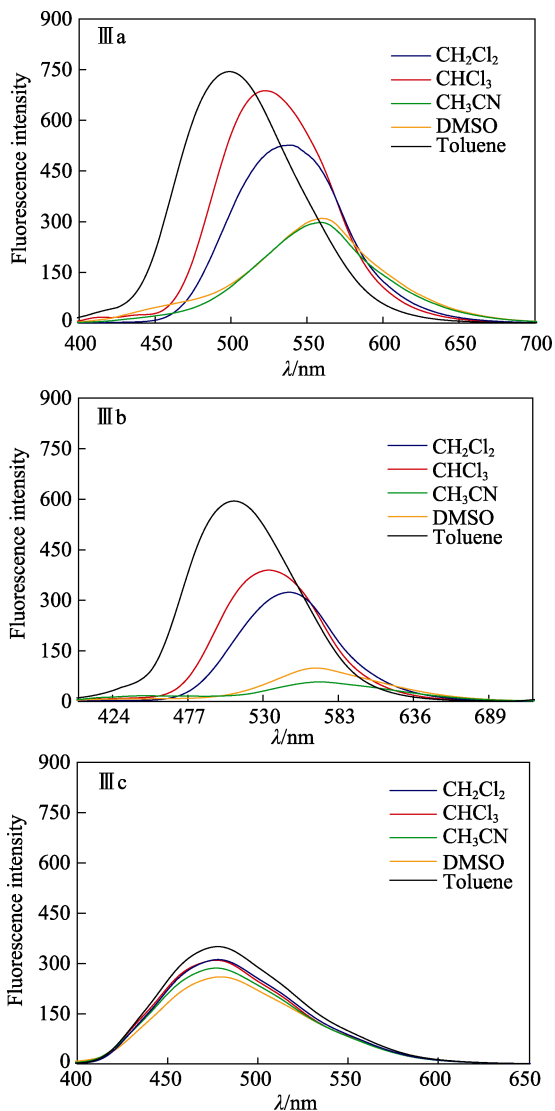 Ⅲa
900
750
600
450
300
150
0
Fluorescence intensity
CH₂Cl₂
CHCl₃
CH₃CN
DMSO
Toluene
400 450 500 550 600 650 700
λ/nm
Ⅲb
900
750
600
450
300
150
0
Fluorescence intensity
CH₂Cl₂
CHCl₃
CH₃CN
DMSO
Toluene
424 477 530 583 636 689
λ/nm
Ⅲc
900
750
600
450
300
150
0
Fluorescence intensity
CH₂Cl₂
CHCl₃
CH₃CN
DMSO
Toluene
400 450 500 550 600 650
λ/nm